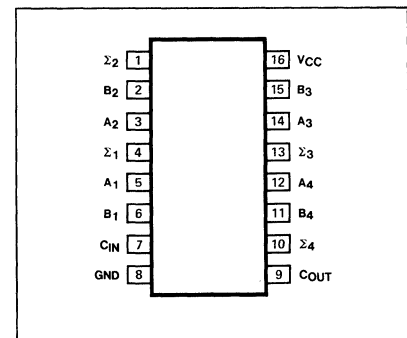 Σ2 1 16 VCC
B2 2 15 B3
A2 3 14 A3
Σ1 4 13 Σ3
A1 5 12 A4
B1 6 11 B4
CIN 7 10 Σ4
GND 8 9 COUT